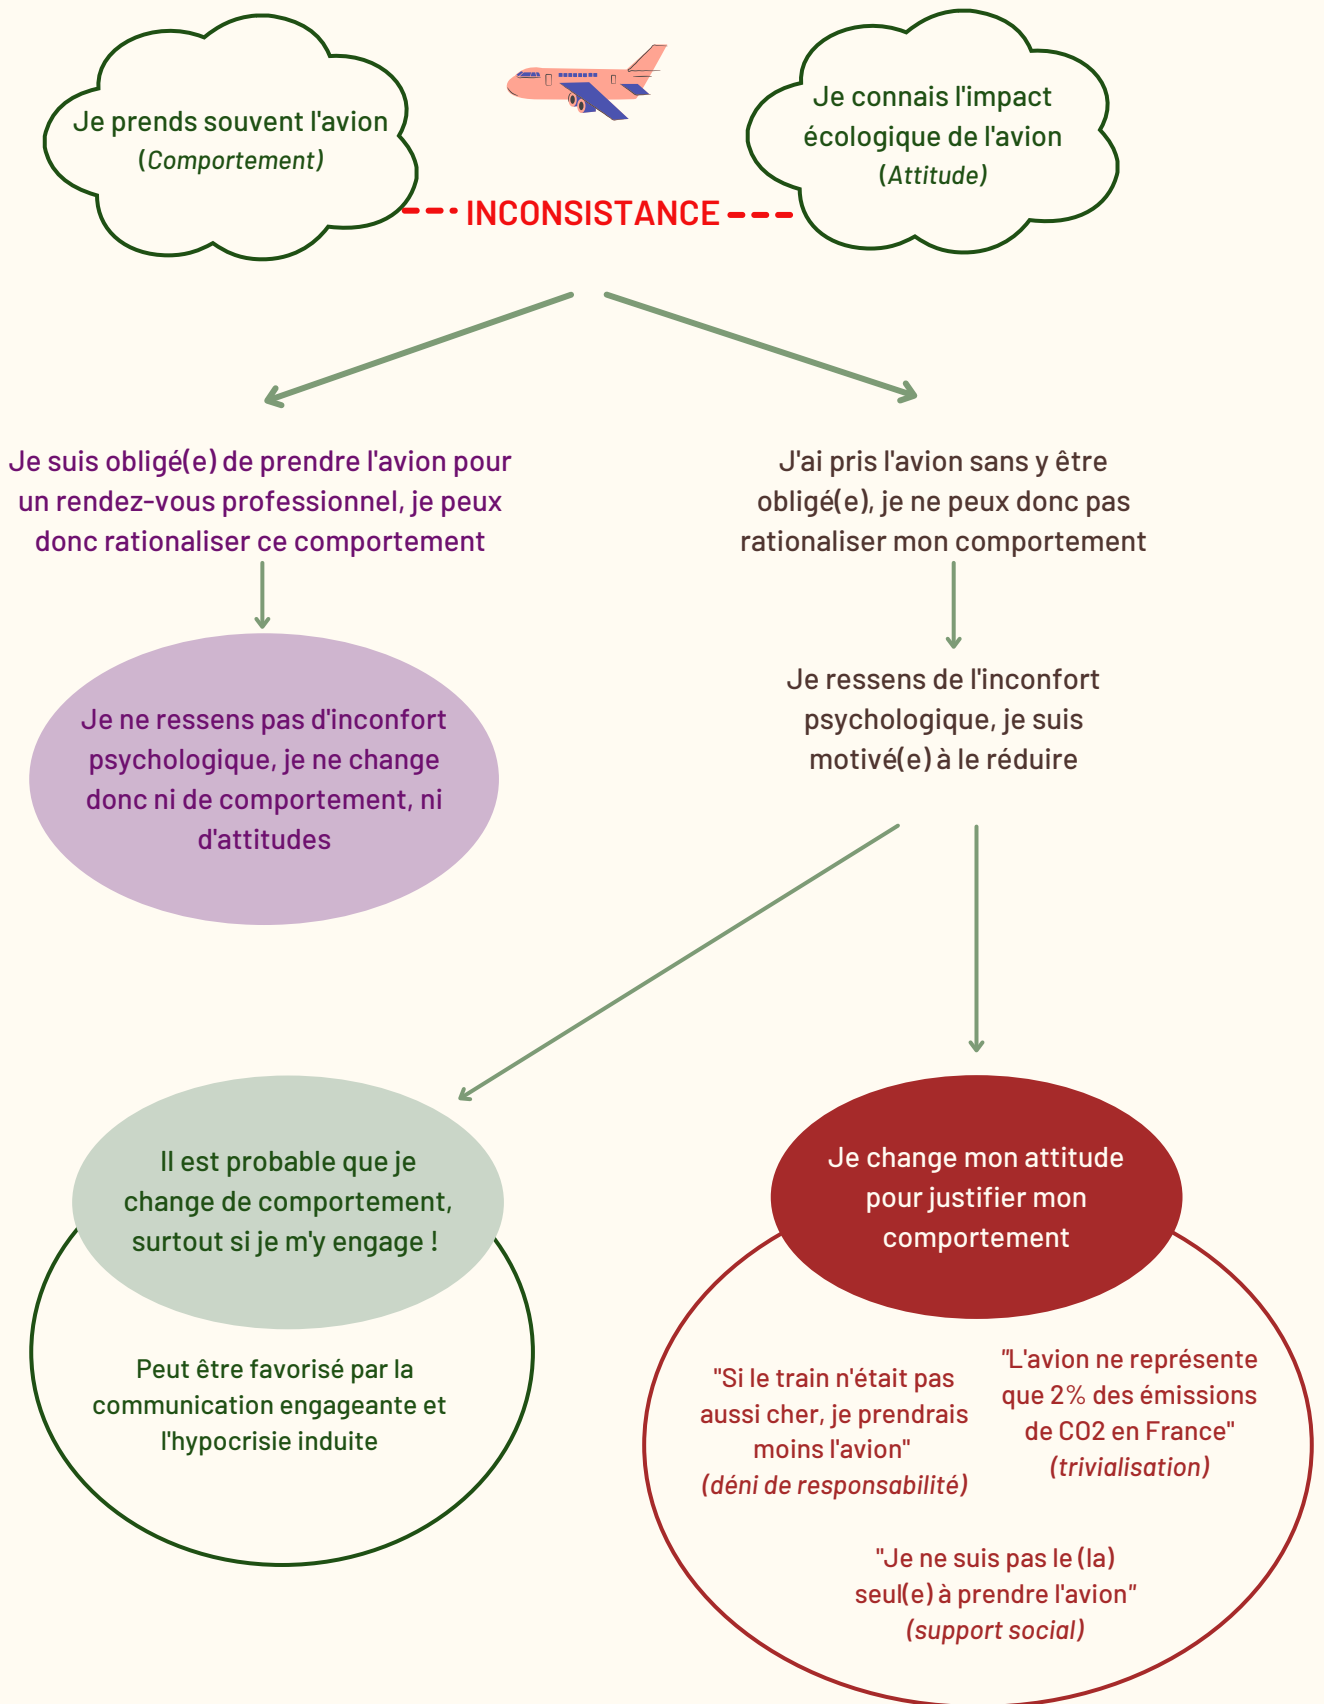 Je prends souvent l'avion
(Comportement)
Je connais l'impact
écologique de l'avion
(Attitude)
INCONSISTANCE
Je suis obligé(e) de prendre l'avion pour
un rendez-vous professionnel, je peux
donc rationaliser ce comportement
J'ai pris l'avion sans y être
obligé(e), je ne peux donc pas
rationaliser mon comportement
Je ne ressens pas d'inconfort
psychologique, je ne change
donc ni de comportement, ni
d'attitudes
Je ressens de l'inconfort
psychologique, je suis
motivé(e) à le réduire
Il est probable que je
change de comportement,
surtout si je m'y engage !
Peut être favorisé par la
communication engageante et
l'hypocrisie induite
Je change mon attitude
pour justifier mon
comportement
"Si le train n'était pas
aussi cher, je prendrais
moins l'avion"
(déni de responsabilité)
"L'avion ne représente
que 2% des émissions
de CO2 en France"
(trivialisation)
"Je ne suis pas le (la)
seul(e) à prendre l'avion"
(support social)